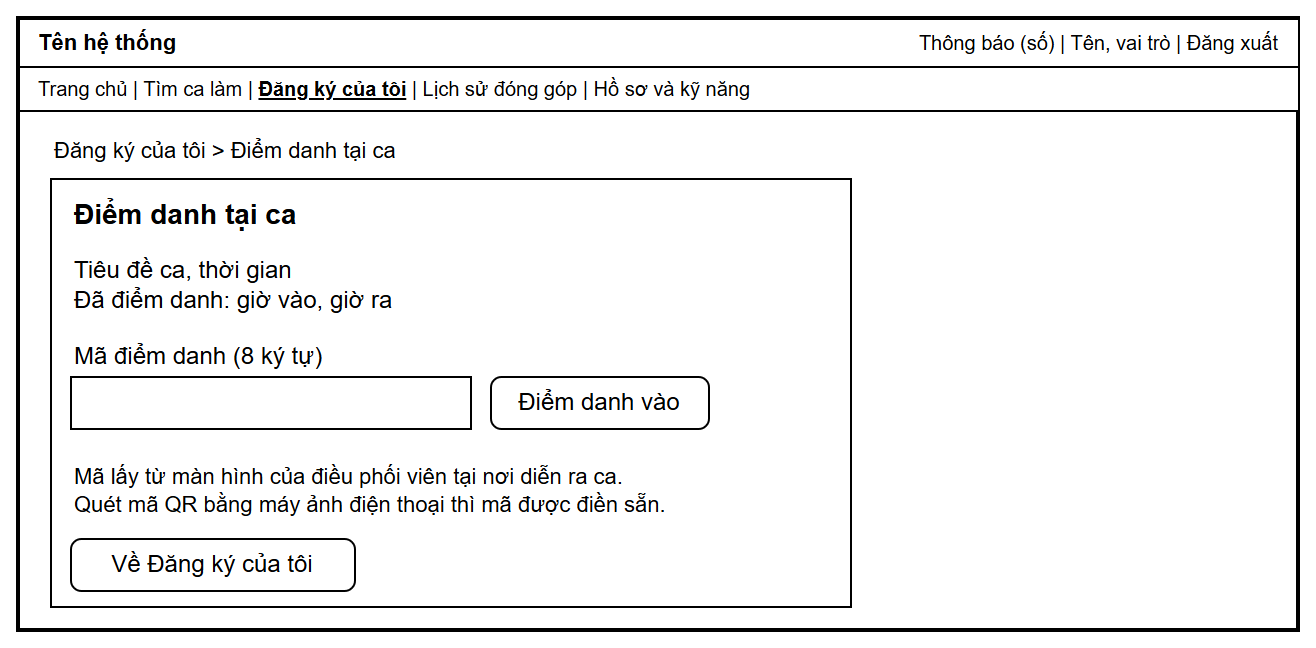 Tên hệ thống
Thông báo (số) | Tên, vai trò | Đăng xuất
Trang chủ | Tìm ca làm | Đăng ký của tôi | Lịch sử đóng góp | Hồ sơ và kỹ năng
Đăng ký của tôi > Điểm danh tại ca
Điểm danh tại ca
Tiêu đề ca, thời gian
Đã điểm danh: giờ vào, giờ ra
Mã điểm danh (8 ký tự)
Điểm danh vào
Mã lấy từ màn hình của điều phối viên tại nơi diễn ra ca.
Quét mã QR bằng máy ảnh điện thoại thì mã được điền sẵn.
Về Đăng ký của tôi